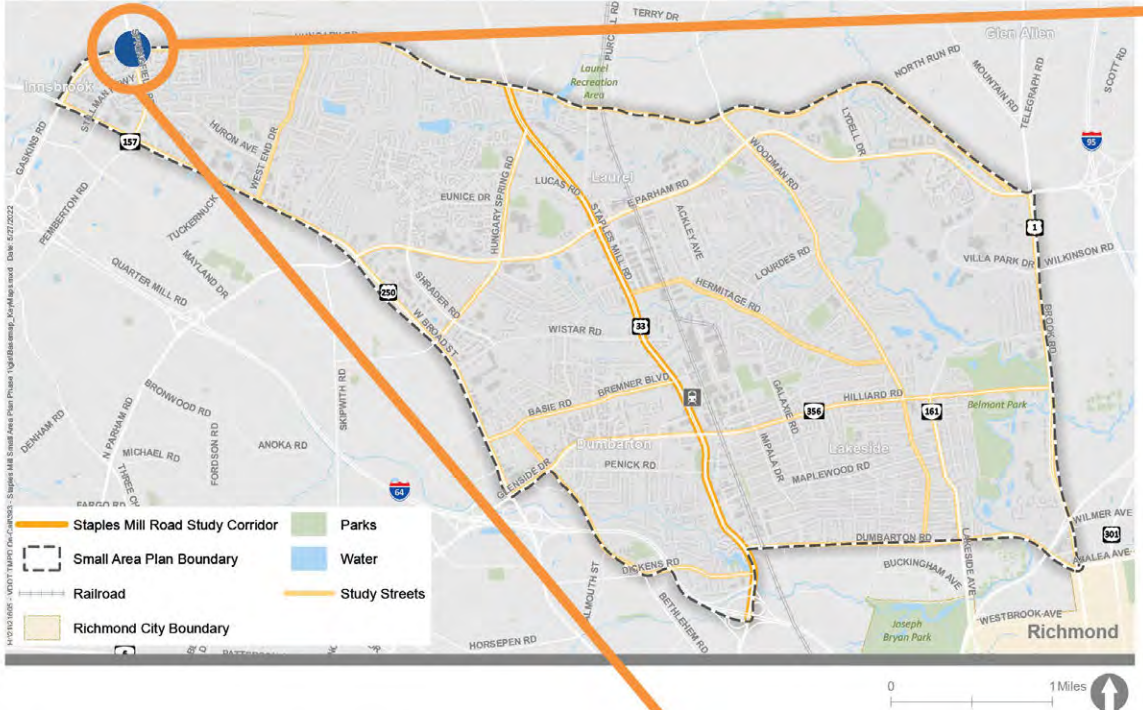 TERRY DR
Glen Allen
NORTH RUN RD
MOUNTAIN RD
TELEGRAPH RD
SCOTT RD
95
Innsbrook
GASKINS RD
157
HURON AVE
WEST END DR
Laurel
Recreation
Area
LYDELL DR
WOODMAN RD
LUCAS RD
Laurel
EUNICE DR
HUNGARY SPRING RD
STAPLES MILL RD
E PARHAM RD
ACKLEY AVE
PEMBERTON RD
TUCKERNUCK
MAYLAND DR
QUARTER MILL RD
1
VILLA PARK DR
WILKINSON RD
LOURDES RD
HERMITAGE RD
250
SHRADER RD
W BROAD ST
WISTAR RD
33
BROOK RD
SKIPWITH RD
BRONWOOD RD
BREMNER BLVD
BASIE RD
GALAXIE RD
HILLIARD RD
356
161
Belmont Park
DENHAM RD
N PARHAM RD
MICHAEL RD
FORDSON RD
ANOKA RD
Dumbarton
PENICK RD
IMPALA DR
Lakeside
MAPLEWOOD RD
GLENSIDE DR
64
FARGO RD
WILMER AVE
301
AZALEA AVE
DUMBARTON RD
BUCKINGHAM AVE
LAKESIDE AVE
DICKENS RD
BETHLEHEM RD
HORSEPEN RD
WESTBROOK AVE
Joseph
Bryan Park
Richmond
Staples Mill Road Study Corridor
Parks
Small Area Plan Boundary
Water
Railroad
Study Streets
Richmond City Boundary
0
1 Miles